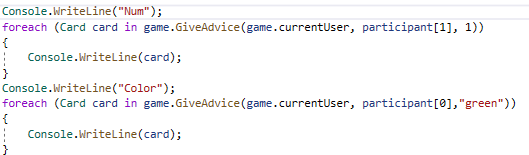 Console.WriteLine("Num");
foreach (Card card in game.GiveAdvice(game.currentUser, participant[1], 1))
{
Console.WriteLine(card);
}
Console.WriteLine("Color");
foreach (Card card in game.GiveAdvice(game.currentUser, participant[0],"green"))
{
Console.WriteLine(card);
}